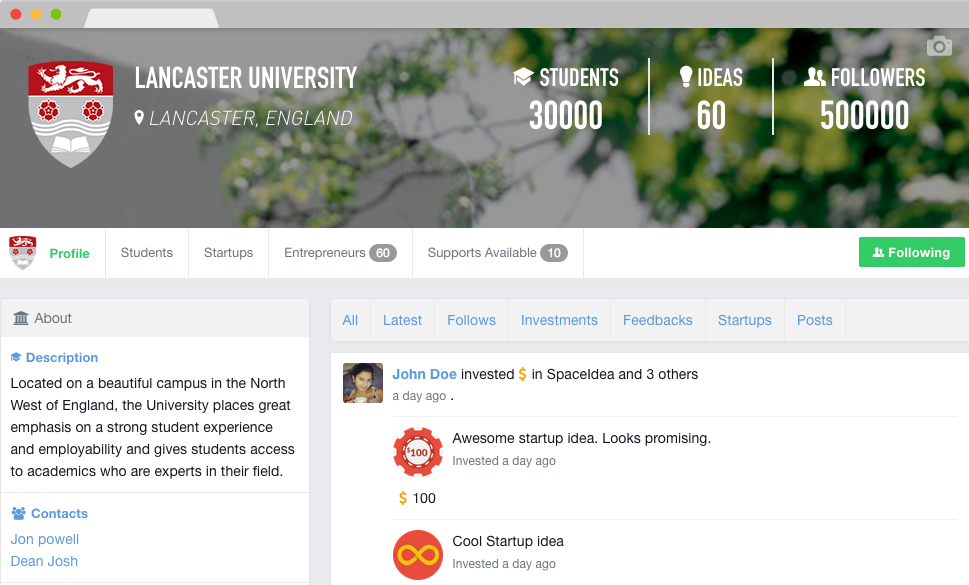 LANCASTER UNIVERSITY
LANCASTER, ENGLAND
STUDENTS
30000
IDEAS
60
FOLLOWERS
500000
Profile
Students
Startups
Entrepreneurs 60
Supports Available 10
Following
About
Description
Located on a beautiful campus in the North
West of England, the University places great
emphasis on a strong student experience
and employability and gives students access
to academics who are experts in their field.
Contacts
Jon powell
Dean Josh
All
Latest
Follows
Investments
Feedbacks
Startups
Posts
John Doe invested $ in SpaceIdea and 3 others
a day ago .
$100
Awesome startup idea. Looks promising.
Invested a day ago
$ 100
Cool Startup idea
Invested a day ago